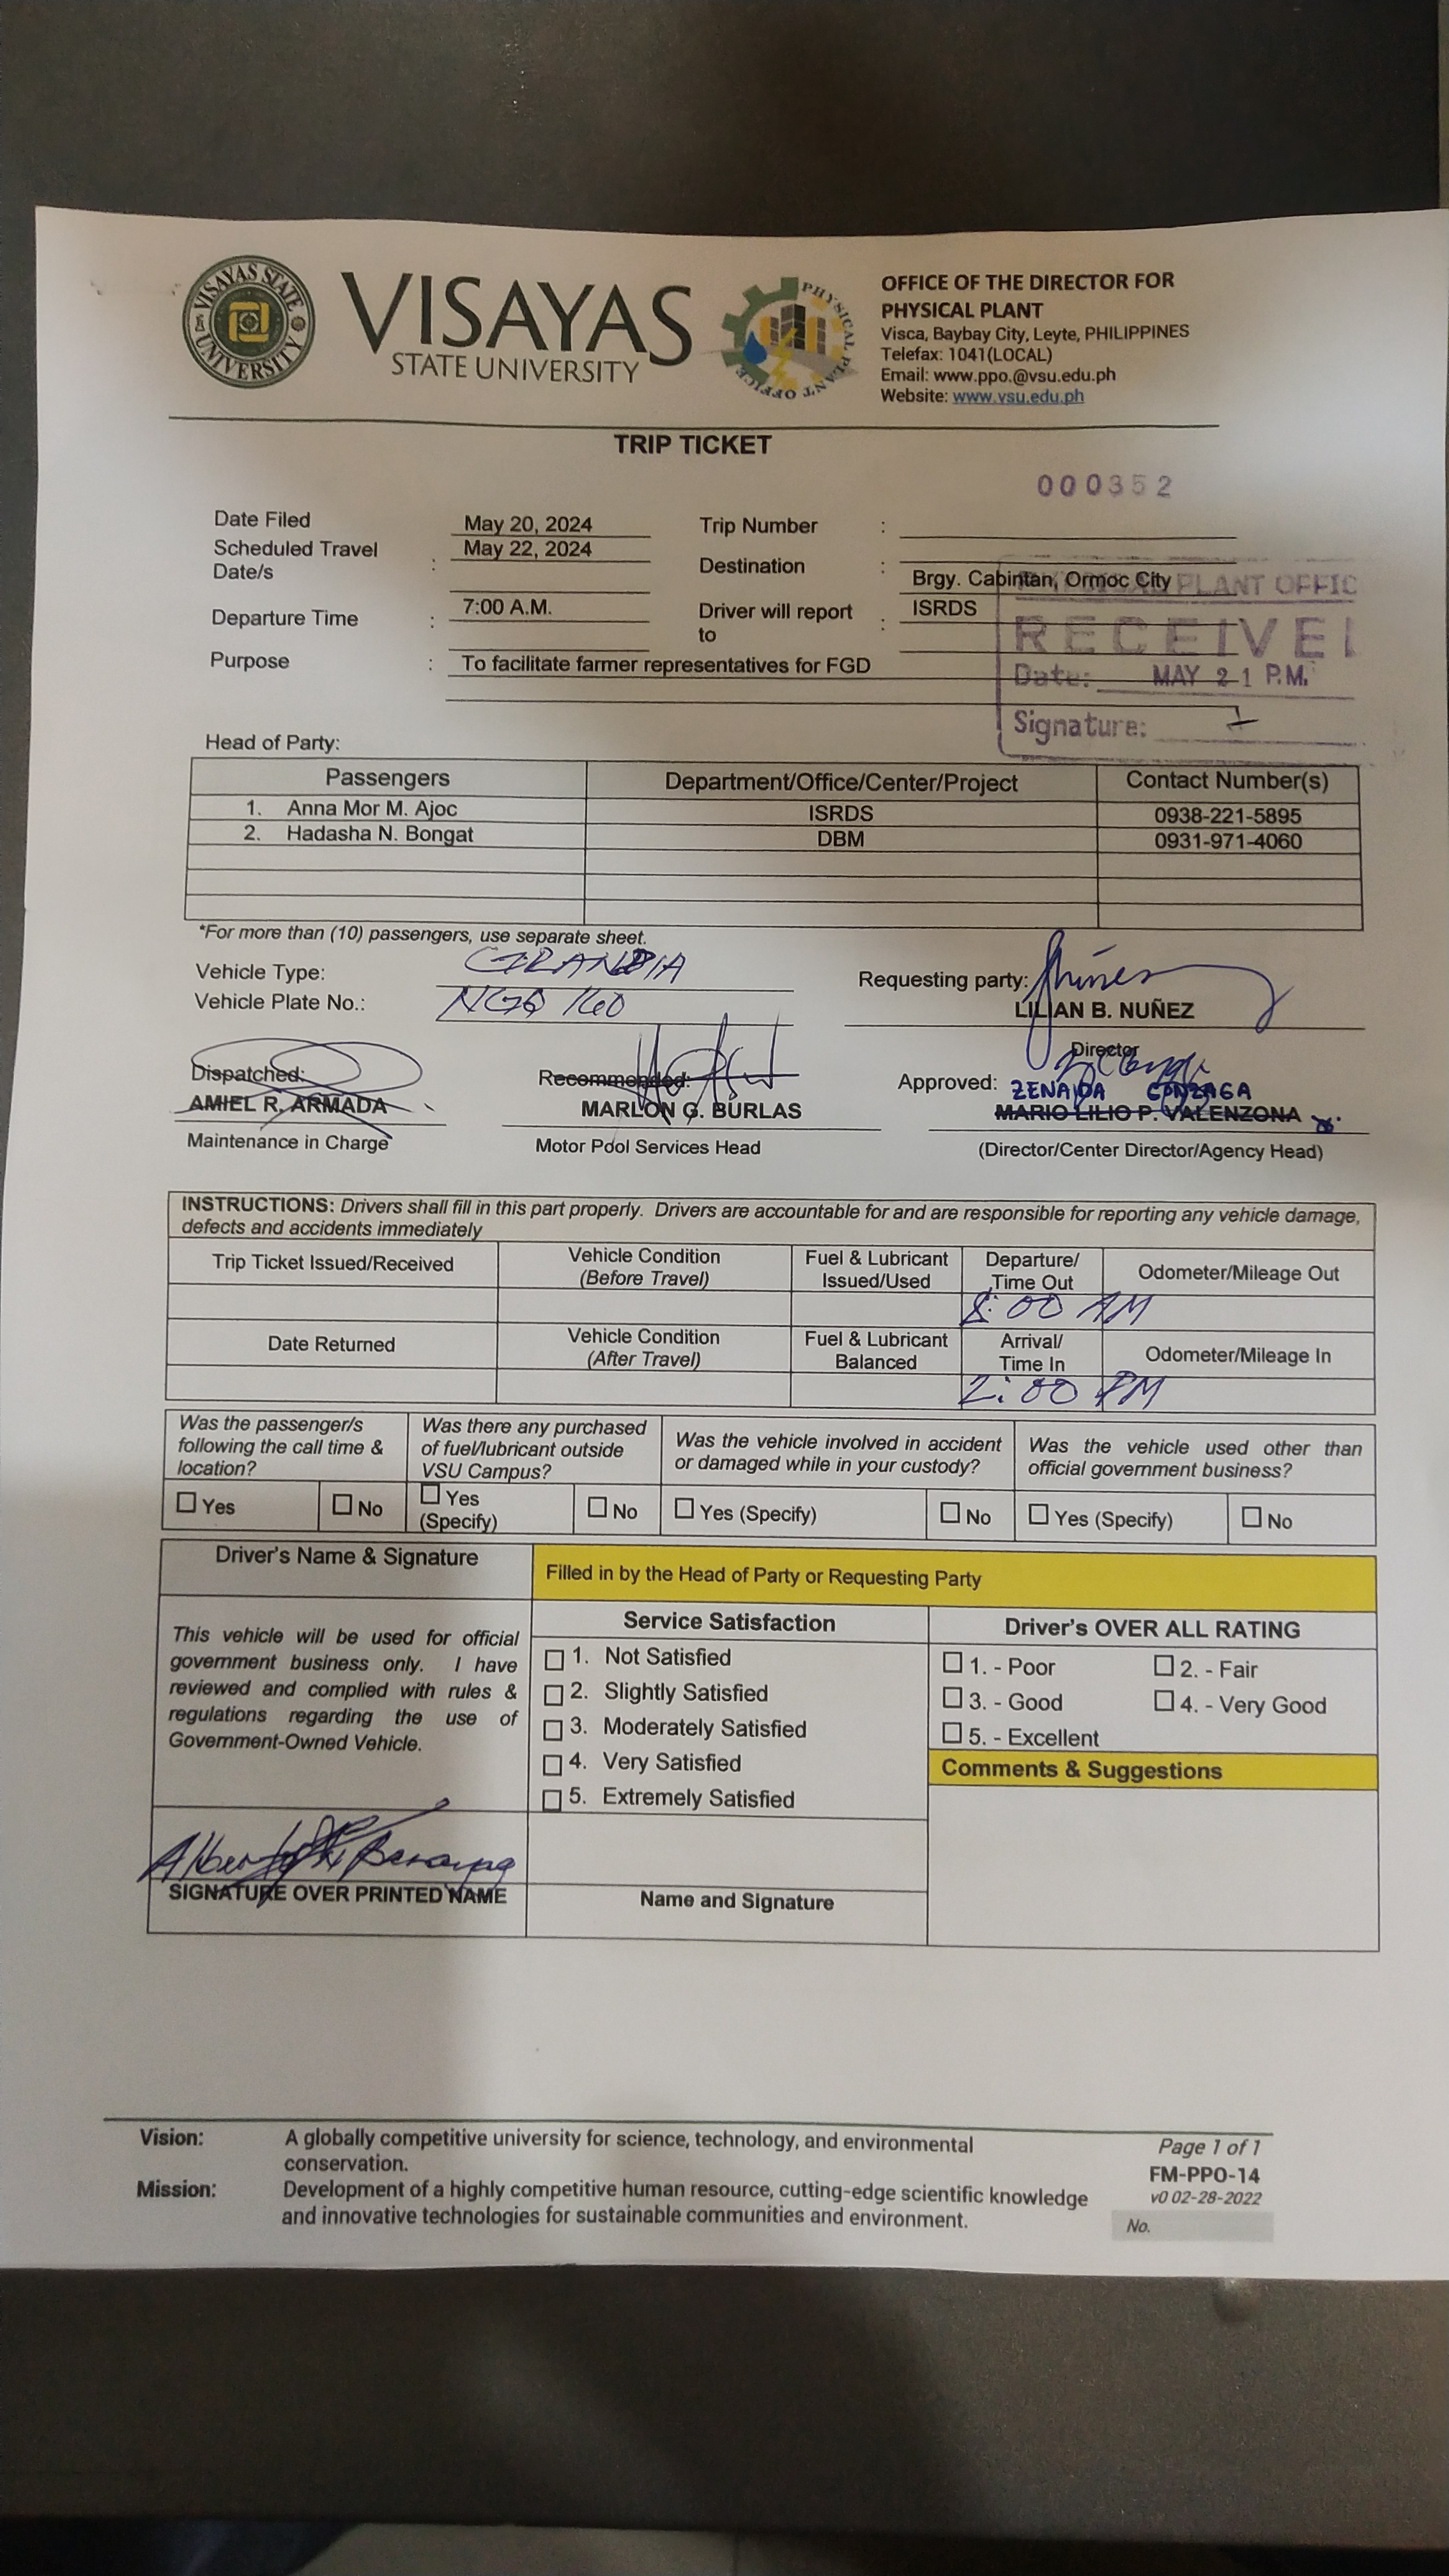 VISAYAS STATE UNIVERSITY
VISAYAS
STATE UNIVERSITY
PHYSICAL PLANT OFFICE
OFFICE OF THE DIRECTOR FOR
PHYSICAL PLANT
Visca, Baybay City, Leyte, PHILIPPINES
Telefax: 1041(LOCAL)
Email: www.ppo.@vsu.edu.ph
Website: www.vsu.edu.ph
TRIP TICKET
000352
Date Filed May 20, 2024 Trip Number :
Scheduled Travel Date/s : May 22, 2024 Destination : Brgy. Cabintan, Ormoc City
Departure Time : 7:00 A.M. Driver will report to : ISRDS
Purpose : To facilitate farmer representatives for FGD
PLANT OFFIC
RECEIVE
Date: MAY 21 P.M.
Signature:
Head of Party:
Passengers Department/Office/Center/Project Contact Number(s)
1. Anna Mor M. Ajoc ISRDS 0938-221-5895
2. Hadasha N. Bongat DBM 0931-971-4060
*For more than (10) passengers, use separate sheet.
Vehicle Type: GRANDIA Requesting party:
Vehicle Plate No.: LILIAN B. NUÑEZ
Director
Dispatched: Recommended: Approved: ZENAIDA GONZAGA
AMIEL R. ARMADA MARLON G. BURLAS MARIO LILIO P. VALENZONA
Maintenance in Charge Motor Pool Services Head (Director/Center Director/Agency Head)
INSTRUCTIONS: Drivers shall fill in this part properly. Drivers are accountable for and are responsible for reporting any vehicle damage,
defects and accidents immediately
Trip Ticket Issued/Received Vehicle Condition (Before Travel) Fuel & Lubricant Issued/Used Departure/ Time Out Odometer/Mileage Out
8:00 AM
Date Returned Vehicle Condition (After Travel) Fuel & Lubricant Balanced Arrival/ Time In Odometer/Mileage In
2:00 PM
Was the passenger/s following the call time & location? Was there any purchased of fuel/lubricant outside VSU Campus? Was the vehicle involved in accident or damaged while in your custody? Was the vehicle used other than official government business?
Yes No Yes (Specify) No Yes (Specify) No Yes (Specify) No
Driver's Name & Signature Filled in by the Head of Party or Requesting Party
Service Satisfaction Driver's OVER ALL RATING
This vehicle will be used for official
government business only. I have
reviewed and complied with rules &
regulations regarding the use of
Government-Owned Vehicle.
1. Not Satisfied
2. Slightly Satisfied
3. Moderately Satisfied
4. Very Satisfied
5. Extremely Satisfied
1. - Poor 2. - Fair
3. - Good 4. - Very Good
5. - Excellent
Comments & Suggestions
SIGNATURE OVER PRINTED NAME Name and Signature
Vision: A globally competitive university for science, technology, and environmental
conservation.
Mission: Development of a highly competitive human resource, cutting-edge scientific knowledge
and innovative technologies for sustainable communities and environment.
Page 1 of 1
FM-PPO-14
v0 02-28-2022
No.